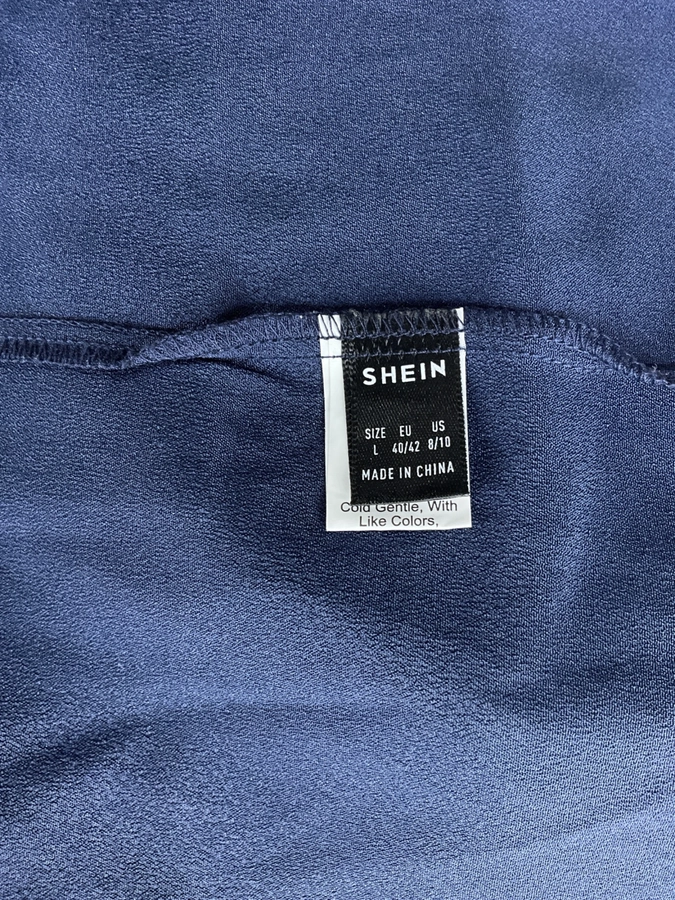 SHEIN
SIZE EU US
L 40/42 8/10
MADE IN CHINA
Cold Gentle, With
Like Colors,